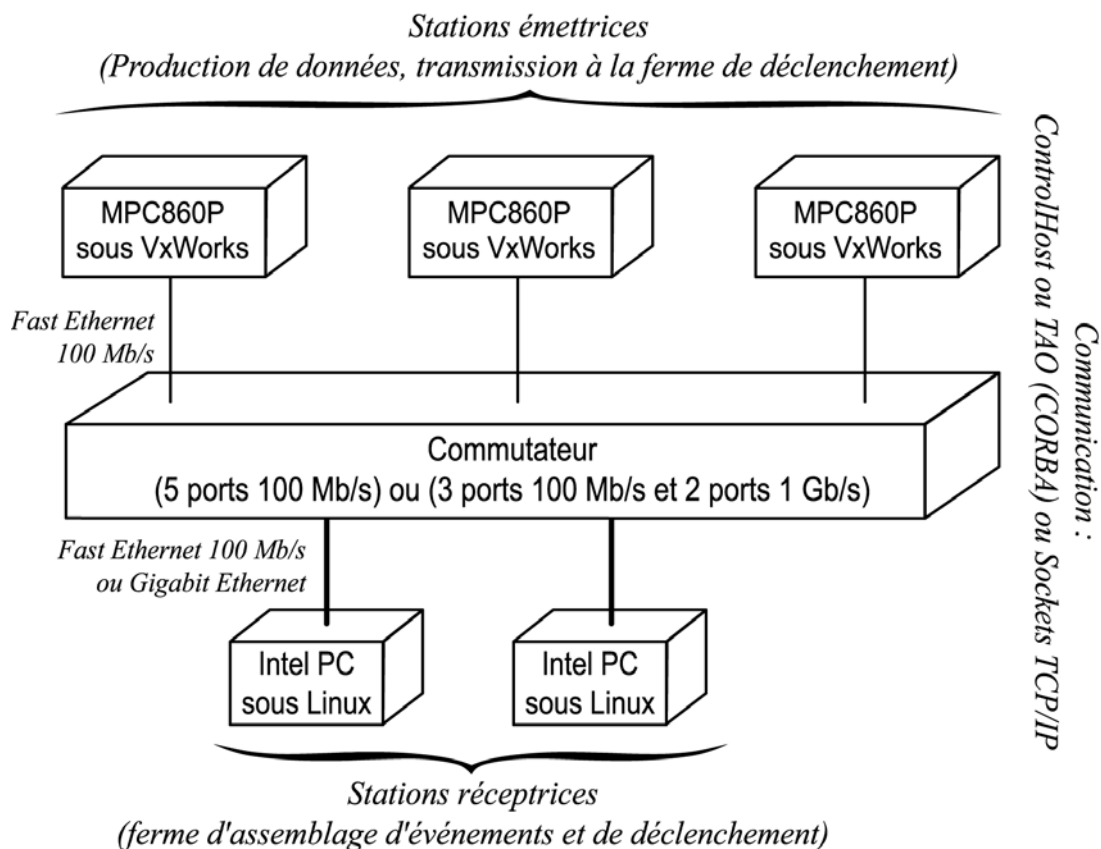 Stations émettrices
(Production de données, transmission à la ferme de déclenchement)
MPC860P
sous VxWorks
MPC860P
sous VxWorks
MPC860P
sous VxWorks
Fast Ethernet
100 Mb/s
Commutateur
(5 ports 100 Mb/s) ou (3 ports 100 Mb/s et 2 ports 1 Gb/s)
Fast Ethernet 100 Mb/s
ou Gigabit Ethernet
Intel PC
sous Linux
Intel PC
sous Linux
Stations réceptrices
(ferme d'assemblage d'événements et de déclenchement)
Communication :
ControlHost ou TAO (CORBA) ou Sockets TCP/IP